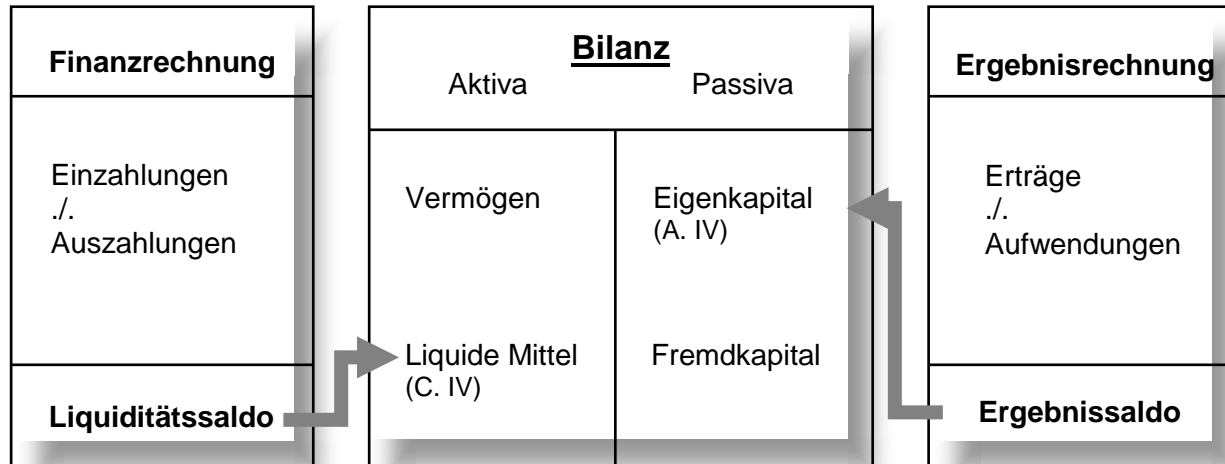 Finanzrechnung
Einzahlungen
./.
Auszahlungen
Liquiditätssaldo
Bilanz
Aktiva Passiva
Vermögen
Liquide Mittel
(C. IV)
Eigenkapital
(A. IV)
Fremdkapital
Ergebnisrechnung
Erträge
./.
Aufwendungen
Ergebnissaldo